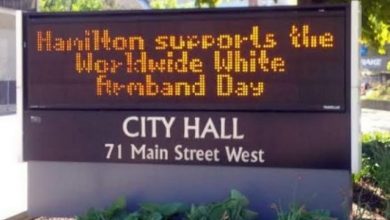 Hamilton supports the
Worldwide White
Armband Day
CITY HALL
71 Main Street West